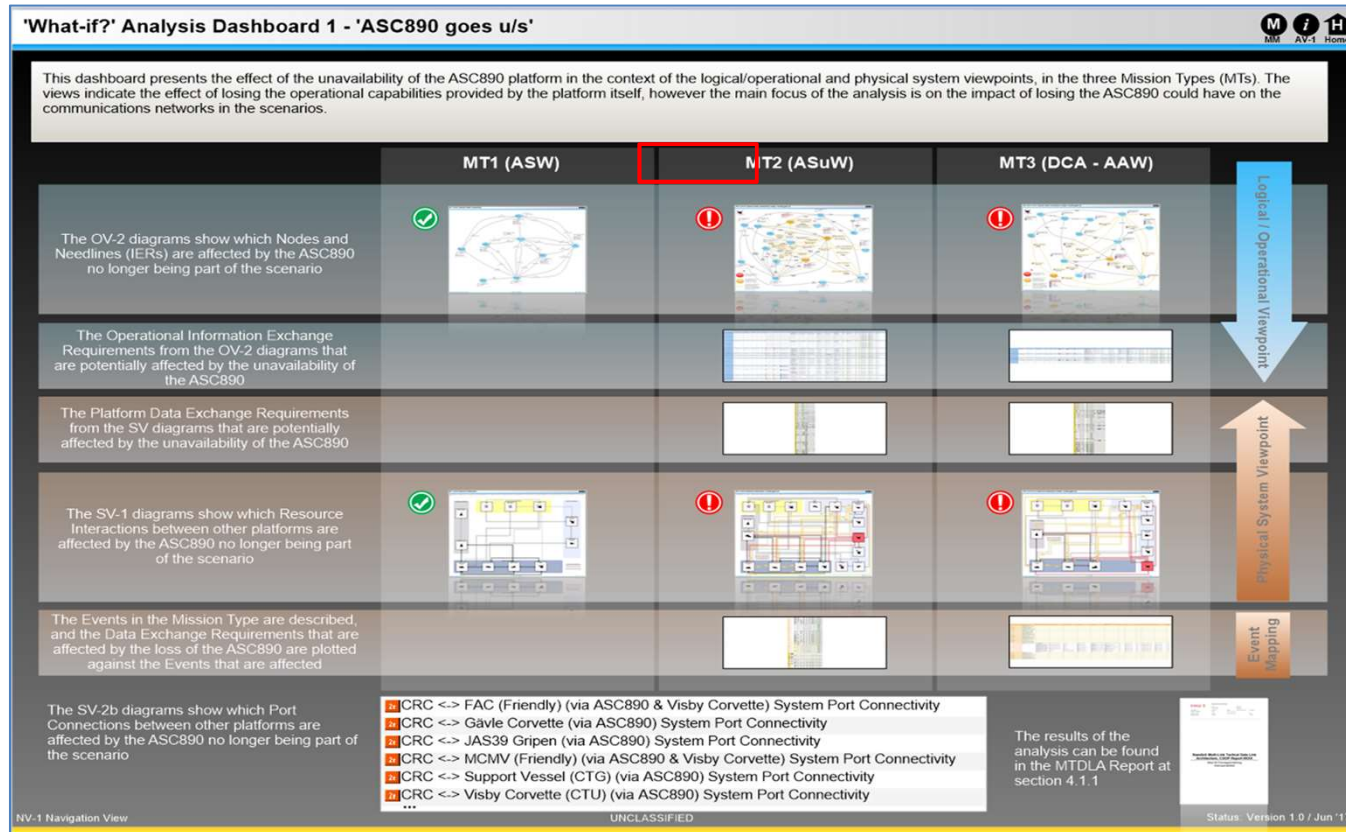 'What-if?' Analysis Dashboard 1 - 'ASC890 goes u/s'
M
i
H
MM
AV-1
Home
This dashboard presents the effect of the unavailability of the ASC890 platform in the context of the logical/operational and physical system viewpoints, in the three Mission Types (MTs). The
views indicate the effect of losing the operational capabilities provided by the platform itself, however the main focus of the analysis is on the impact of losing the ASC890 could have on the
communications networks in the scenarios.
MT1 (ASW)
MT2 (ASuW)
MT3 (DCA - AAW)
Logical / Operational Viewpoint
The OV-2 diagrams show which Nodes and
Needlines (IERs) are affected by the ASC890
no longer being part of the scenario
The Operational Information Exchange
Requirements from the OV-2 diagrams that
are potentially affected by the unavailability of
the ASC890
The Platform Data Exchange Requirements
from the SV diagrams that are potentially
affected by the unavailability of the ASC890
Physical System Viewpoint
The SV-1 diagrams show which Resource
Interactions between other platforms are
affected by the ASC890 no longer being part
of the scenario
The Events in the Mission Type are described,
and the Data Exchange Requirements that are
affected by the loss of the ASC890 are plotted
against the Events that are affected
Event
Mapping
The SV-2b diagrams show which Port
Connections between other platforms are
affected by the ASC890 no longer being part of
the scenario
CRC <-> FAC (Friendly) (via ASC890 & Visby Corvette) System Port Connectivity
CRC <-> Gävle Corvette (via ASC890) System Port Connectivity
CRC <-> JAS39 Gripen (via ASC890) System Port Connectivity
CRC <-> MCMV (Friendly) (via ASC890 & Visby Corvette) System Port Connectivity
CRC <-> Support Vessel (CTG) (via ASC890) System Port Connectivity
CRC <-> Visby Corvette (CTU) (via ASC890) System Port Connectivity
...
The results of the
analysis can be found
in the MTDLA Report at
section 4.1.1
NV-1 Navigation View
UNCLASSIFIED
Status: Version 1.0 / Jun '1